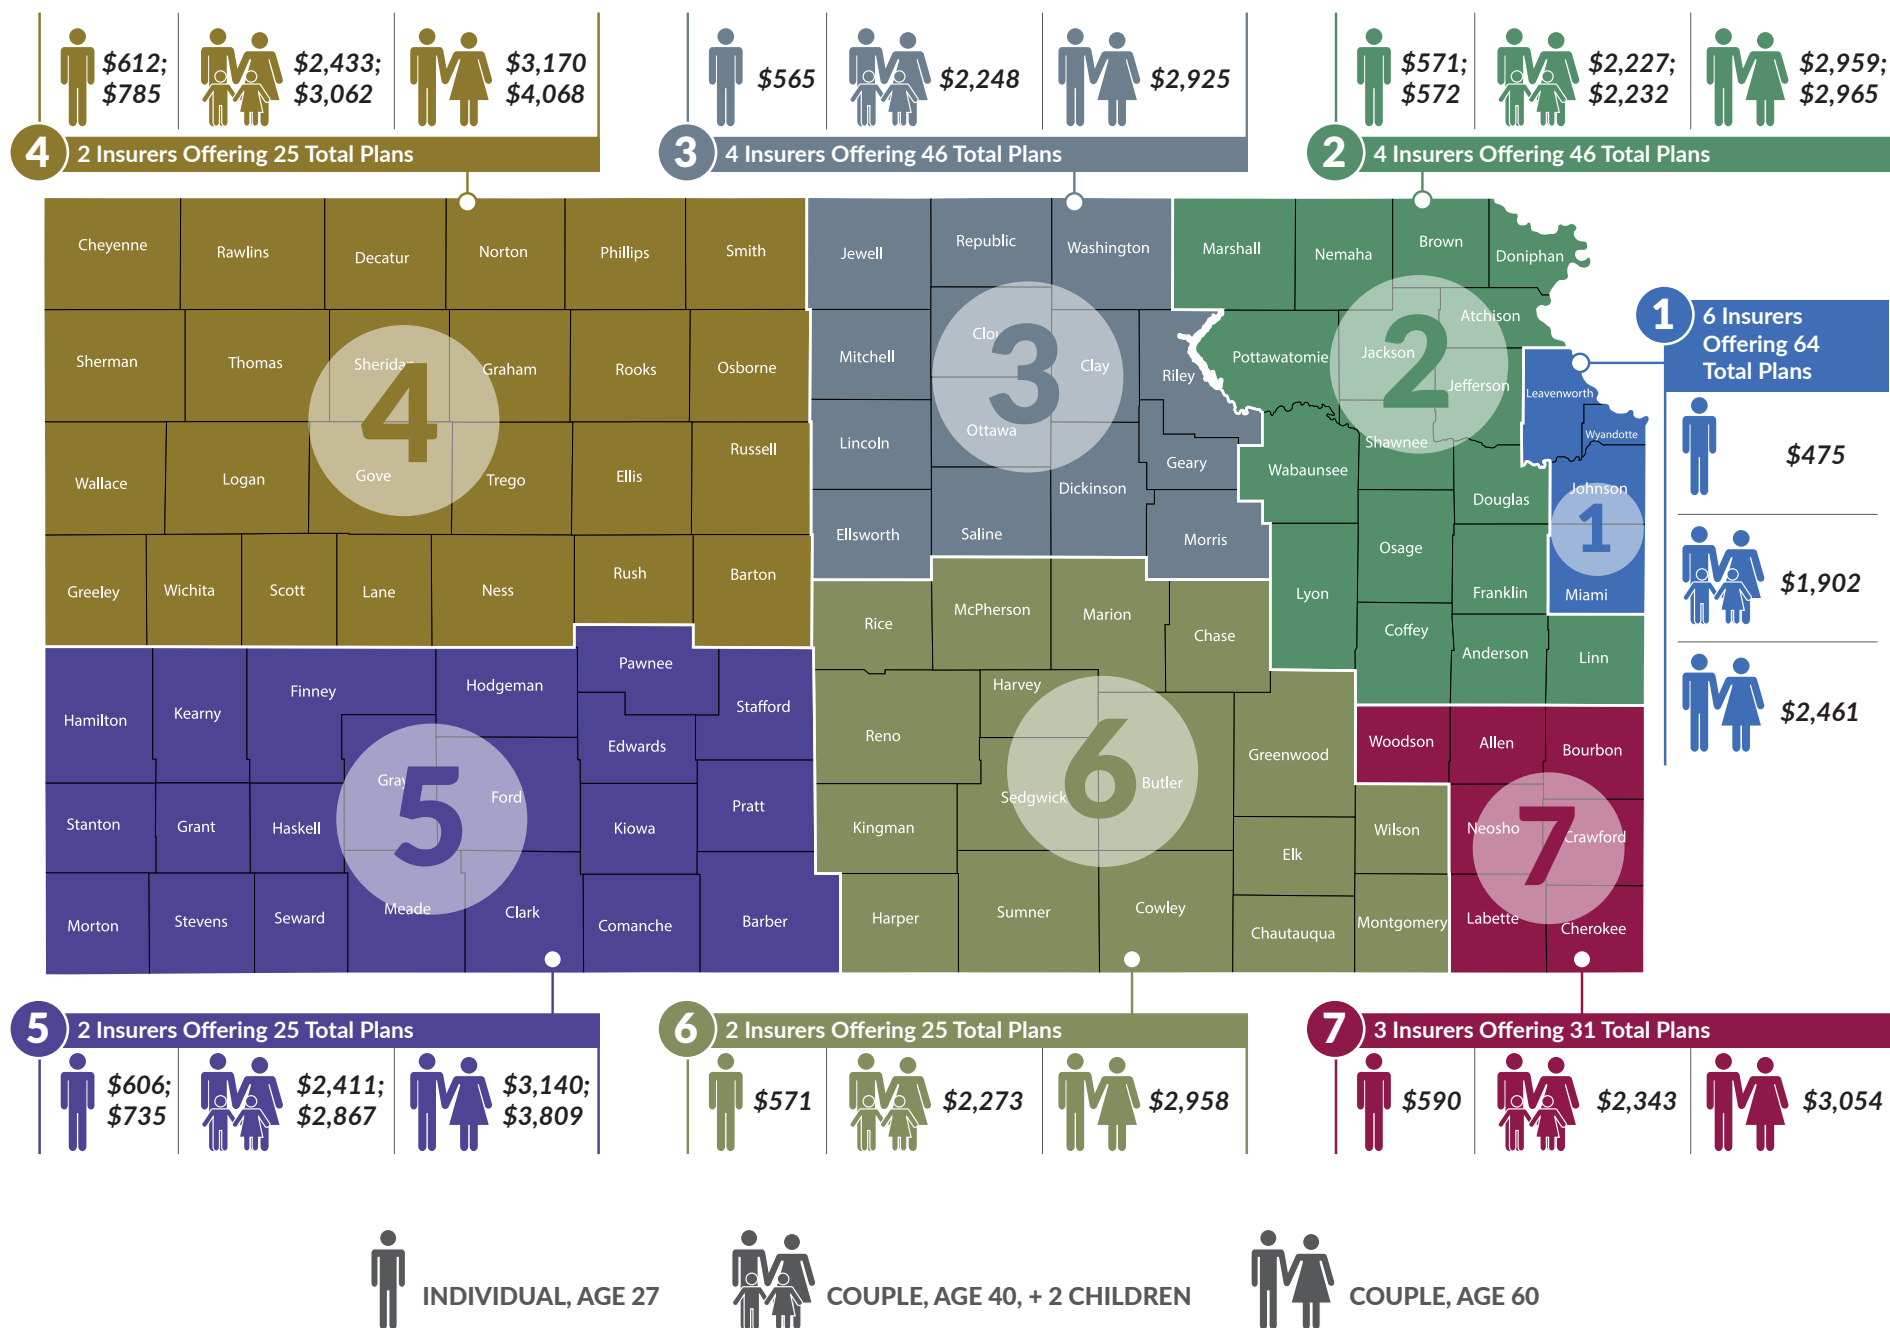 $612;
$785
$2,433;
$3,062
$3,170
$4,068
4 2 Insurers Offering 25 Total Plans
$565
$2,248
$2,925
3 4 Insurers Offering 46 Total Plans
$571;
$572
$2,227;
$2,232
$2,959;
$2,965
2 4 Insurers Offering 46 Total Plans
1 6 Insurers
Offering 64
Total Plans
$475
$1,902
$2,461
Cheyenne
Rawlins
Decatur
Norton
Phillips
Smith
Sherman
Thomas
Sheridan
Graham
Rooks
Osborne
Wallace
Logan
Gove
Trego
Ellis
Russell
Greeley
Wichita
Scott
Lane
Ness
Rush
Barton
4
Jewell
Republic
Washington
Mitchell
Cloud
Clay
Riley
Lincoln
Ottawa
Geary
Dickinson
Ellsworth
Saline
Morris
3
Marshall
Nemaha
Brown
Doniphan
Pottawatomie
Jackson
Atchison
Jefferson
Shawnee
Wabaunsee
Douglas
Osage
Lyon
Franklin
Coffey
Anderson
Linn
2
Leavenworth
Wyandotte
Johnson
Miami
1
Hamilton
Kearny
Finney
Hodgeman
Pawnee
Stafford
Edwards
Gray
Ford
Stanton
Grant
Haskell
Kiowa
Pratt
Morton
Stevens
Seward
Meade
Clark
Comanche
Barber
5
Rice
McPherson
Marion
Chase
Reno
Harvey
Greenwood
Sedgwick
Butler
Kingman
Wilson
Elk
Harper
Sumner
Cowley
Chautauqua
Montgomery
6
Woodson
Allen
Bourbon
Neosho
Crawford
Labette
Cherokee
7
5 2 Insurers Offering 25 Total Plans
$606;
$735
$2,411;
$2,867
$3,140;
$3,809
6 2 Insurers Offering 25 Total Plans
$571
$2,273
$2,958
7 3 Insurers Offering 31 Total Plans
$590
$2,343
$3,054
INDIVIDUAL, AGE 27
COUPLE, AGE 40, + 2 CHILDREN
COUPLE, AGE 60